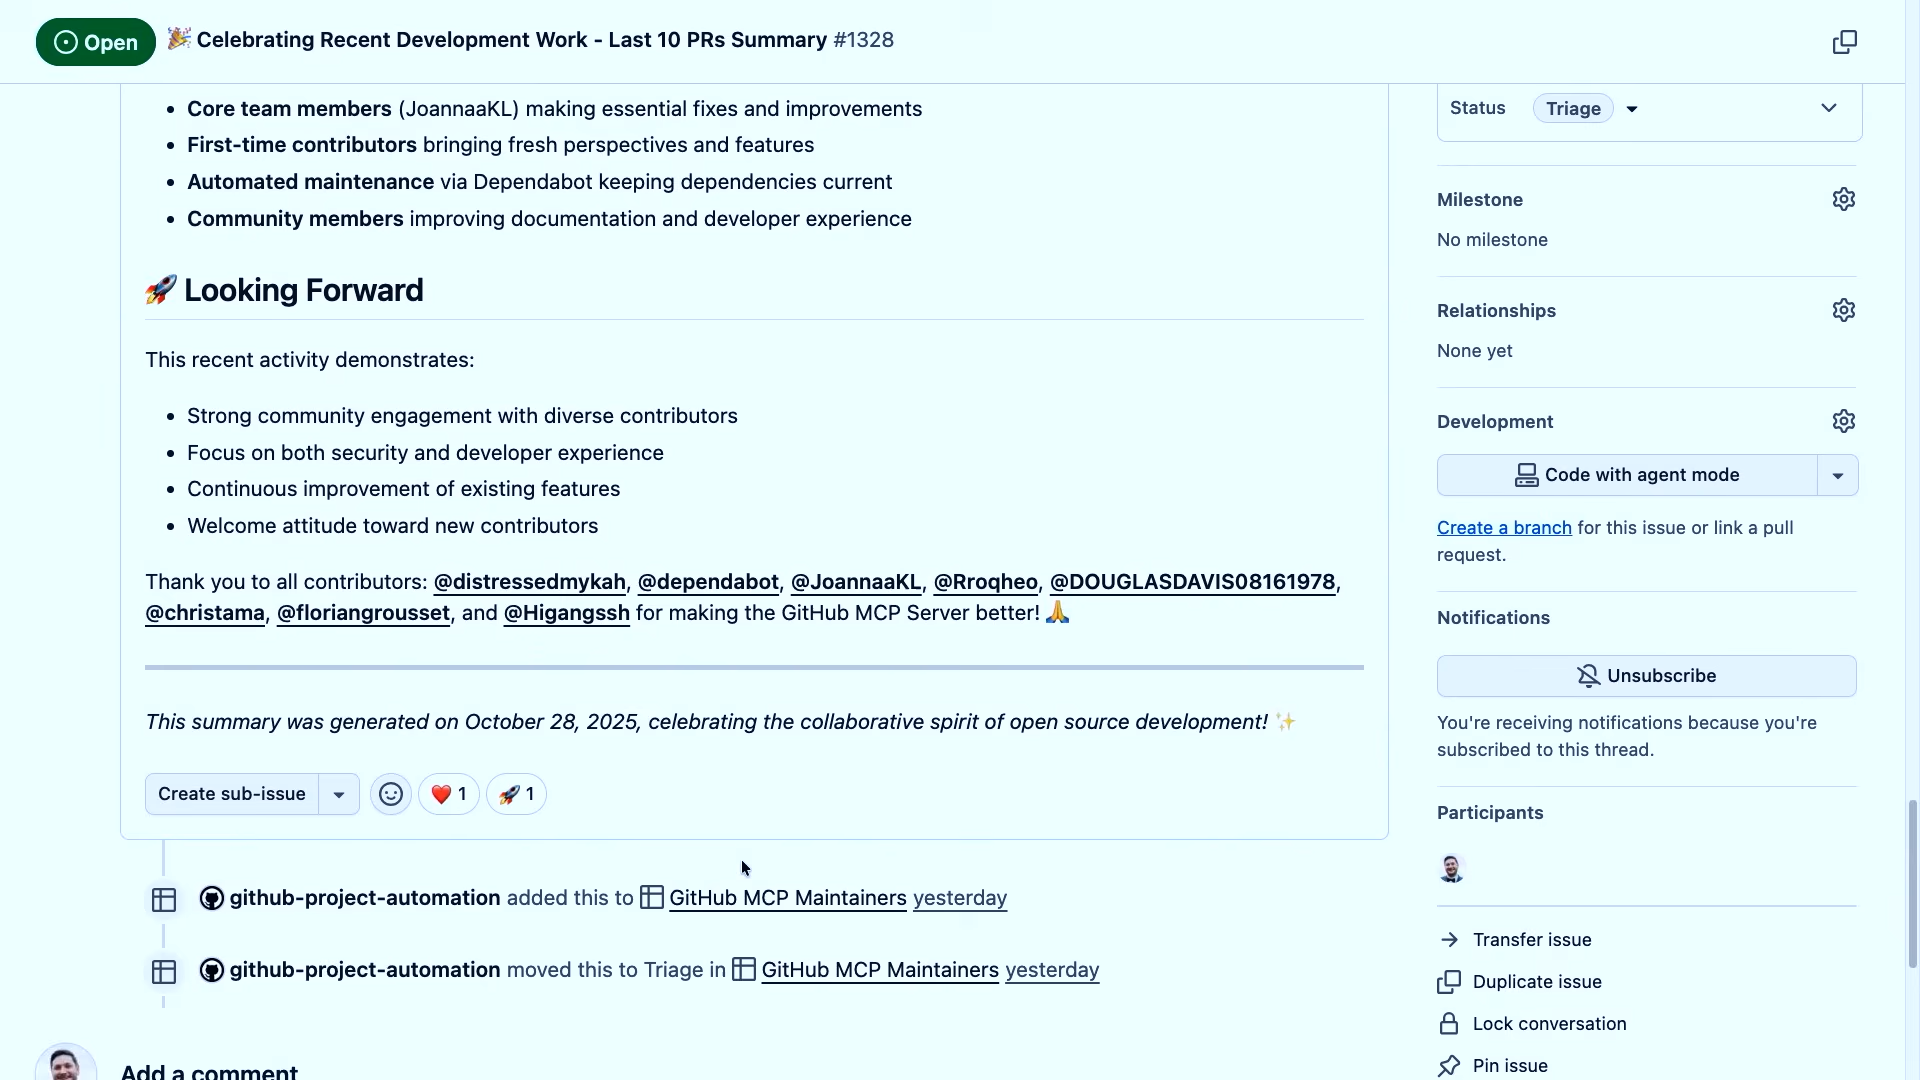 Open 🎉 Celebrating Recent Development Work - Last 10 PRs Summary #1328
• Core team members (JoannaaKL) making essential fixes and improvements
• First-time contributors bringing fresh perspectives and features
• Automated maintenance via Dependabot keeping dependencies current
• Community members improving documentation and developer experience
🚀 Looking Forward
This recent activity demonstrates:
• Strong community engagement with diverse contributors
• Focus on both security and developer experience
• Continuous improvement of existing features
• Welcome attitude toward new contributors
Thank you to all contributors: @distressedmykah, @dependabot, @JoannaaKL, @Rroqheo, @DOUGLASDAVIS08161978,
@christama, @floriangrousset, and @Higangssh for making the GitHub MCP Server better! 🙏
This summary was generated on October 28, 2025, celebrating the collaborative spirit of open source development! ✨
Create sub-issue ❤️ 1 🚀 1
github-project-automation added this to GitHub MCP Maintainers yesterday
github-project-automation moved this to Triage in GitHub MCP Maintainers yesterday
Add a comment
Status Triage
Milestone
No milestone
Relationships
None yet
Development
Code with agent mode
Create a branch for this issue or link a pull
request.
Notifications
Unsubscribe
You're receiving notifications because you're
subscribed to this thread.
Participants
Transfer issue
Duplicate issue
Lock conversation
Pin issue